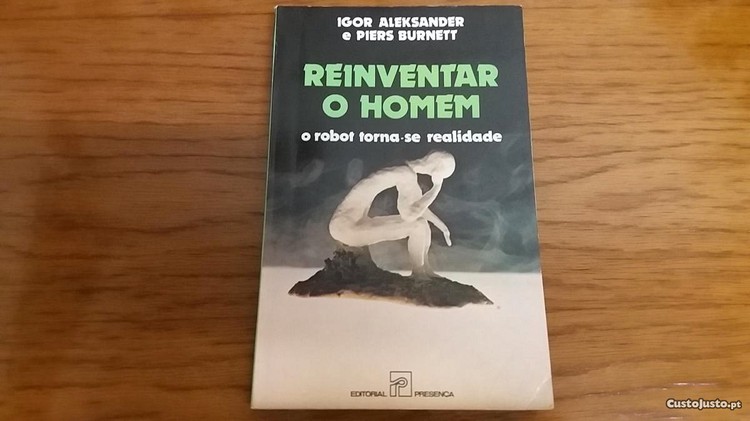 IGOR ALEKSANDER
e PIERS BURNETT
REINVENTAR
O HOMEM
o robot torna-se realidade
EDITORIAL PRESENÇA
CustoJusto.pt